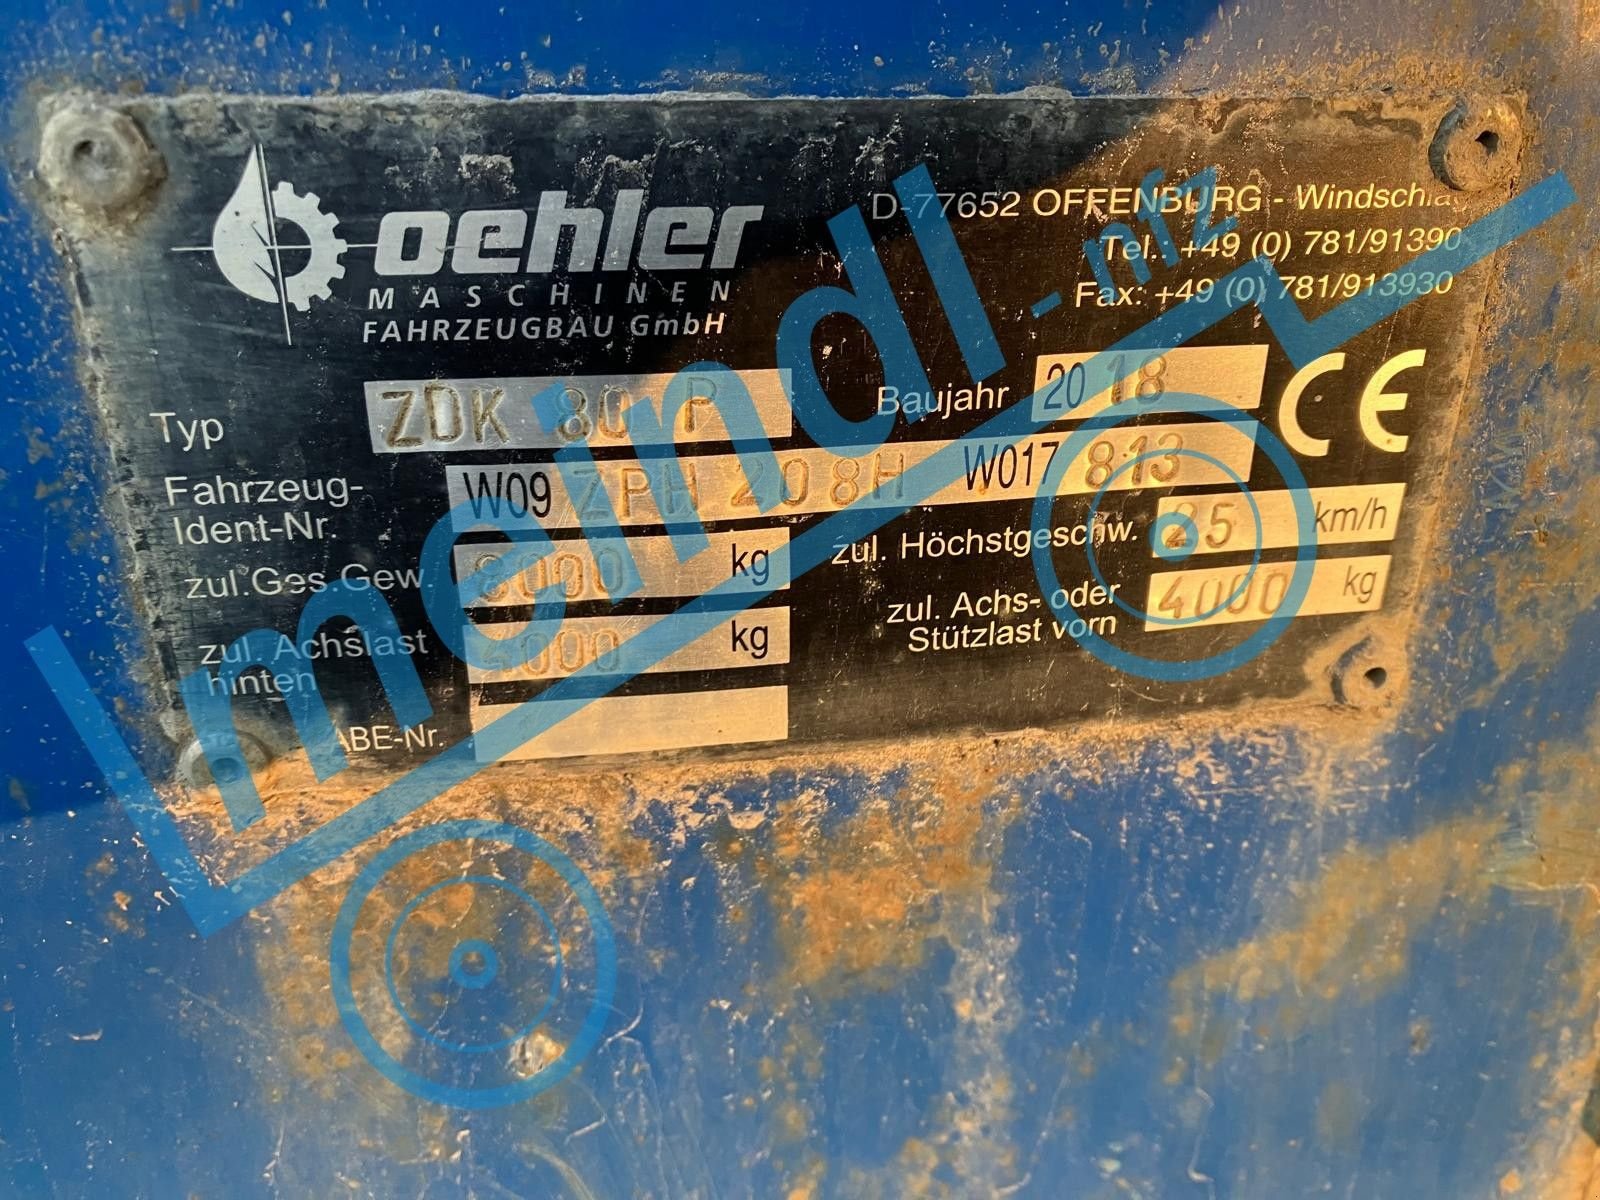 oehler
MASCHINEN
FAHRZEUGBAU GmbH
D-77652 OFFENBURG -
Tel.: +49 (0) 781/91390
Fax: +49 (0) 781/913930
Typ ZDK 80 P
Baujahr 2018 CE
Fahrzeug-
Ident-Nr. W09 ZPH 208H W017 813
zul.Ges.Gew. 8000 kg
zul. Höchstgeschw. 25 km/h
zul. Achslast
hinten 4000 kg
zul. Achs- oder
Stützlast vorn 4000 kg
ABE-Nr.
meindl-nfz